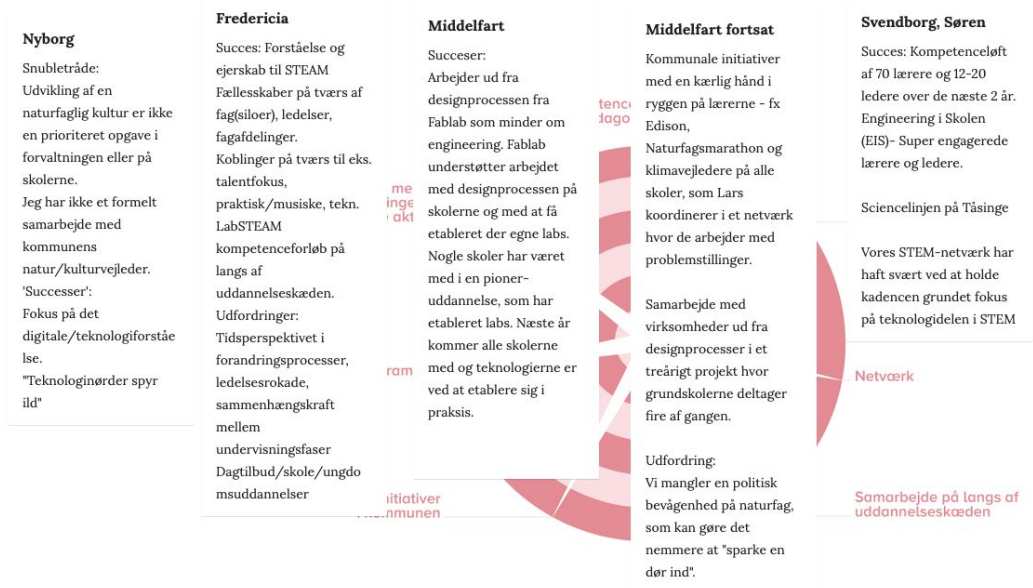 Nyborg
Snubletråde:
Udvikling af en
naturfaglig kultur er ikke
en prioriteret opgave i
forvaltningen eller på
skolerne.
Jeg har ikke et formelt
samarbejde med
kommunens
natur/kulturvejleder.
'Successer':
Fokus på det
digitale/teknologiforståe
lse.
"Teknologinørder spyr
ild"
Fredericia
Succes: Forståelse og
ejerskab til STEAM
Fællesskaber på tværs af
fag(siloer), ledelser,
fagafdelinger.
Koblinger på tværs til eks.
talentfokus,
praktisk/musiske, tekn.
LabSTEAM
kompetenceforløb på
langs af
uddannelseskæden.
Udfordringer:
Tidsperspektivet i
forandringsprocesser,
ledelsesrokade,
sammenhængskraft
mellem
undervisningsfaser
Dagtilbud/skole/ungdo
msuddannelser
Middelfart
Succeser:
Arbejder ud fra
designprocessen fra
Fablab som minder om
engineering. Fablab
understøtter arbejdet
med designprocessen på
skolerne og med at få
etableret der egne labs.
Nogle skoler har været
med i en pioner-
uddannelse, som har
etableret labs. Næste år
kommer alle skolerne
med og teknologierne er
ved at etablere sig i
praksis.
Middelfart fortsat
Kommunale initiativer
med en kærlig hånd i
ryggen på lærerne - fx
Edison,
Naturfagsmarathon og
klimavejledere på alle
skoler, som Lars
koordinerer i et netværk
hvor de arbejder med
problemstillinger.
Samarbejde med
virksomheder ud fra
designprocesser i et
treårigt projekt hvor
grundskolerne deltager
fire af gangen.
Udfordring:
Vi mangler en politisk
bevågenhed på naturfag,
som kan gøre det
nemmere at "sparke en
dør ind".
Svendborg, Søren
Succes: Kompetenceløft
af 70 lærere og 12-20
ledere over de næste 2 år.
Engineering i Skolen
(EIS)- Super engagerede
lærere og ledere.
Sciencelinjen på Tåsinge
Vores STEM-netværk har
haft svært ved at holde
kadencen grundet fokus
på teknologidelen i STEM
Netværk
Samarbejde på langs af
uddannelseskæden